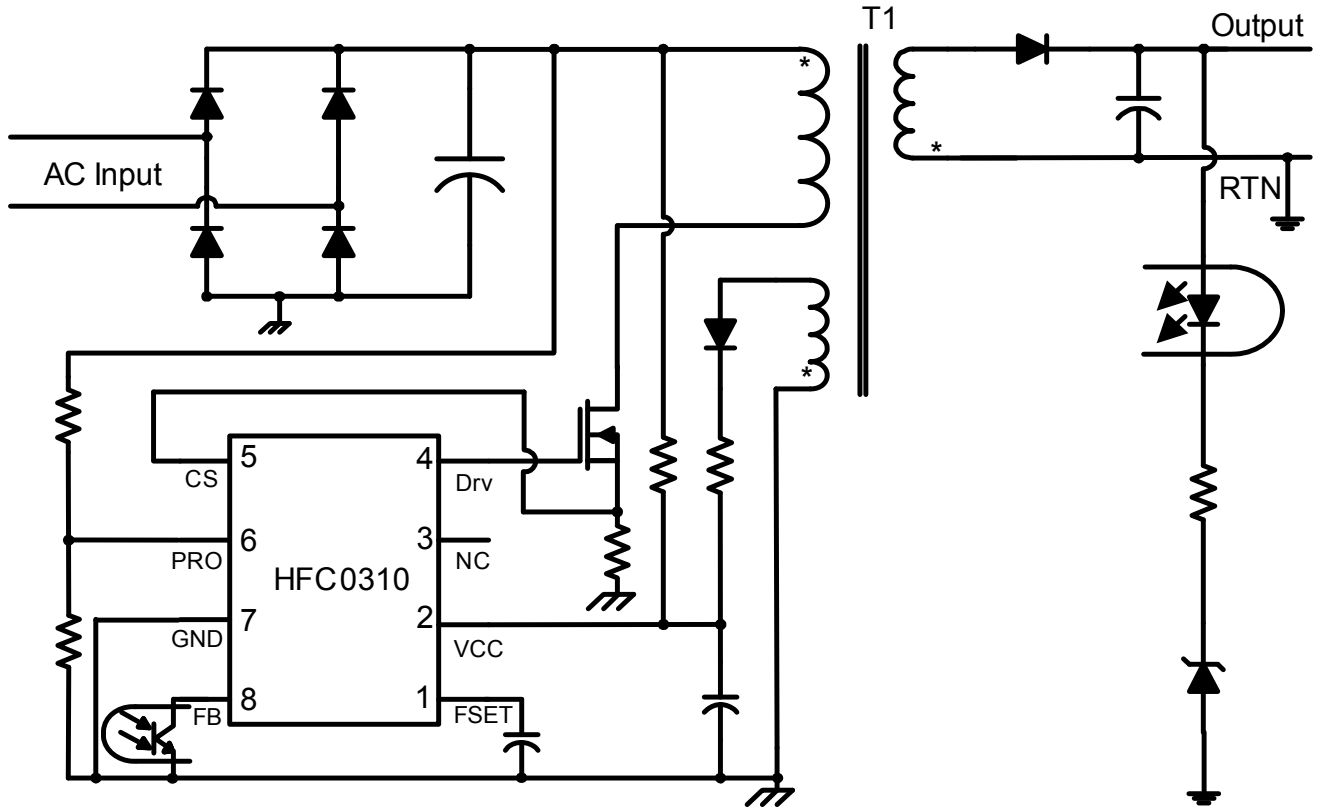 T1
Output
*
*
AC Input
RTN
*
5
4
CS
Drv
6
3
PRO
NC
HFC0310
7
2
GND
VCC
8
1
FB
FSET